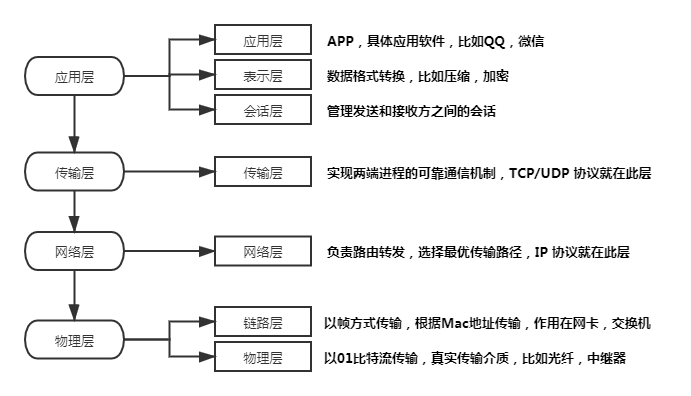 应用层 APP，具体应用软件，比如QQ，微信
应用层 表示层 数据格式转换，比如压缩，加密
会话层 管理发送和接收方之间的会话
传输层 传输层 实现两端进程的可靠通信机制，TCP/UDP 协议就在此层
网络层 网络层 负责路由转发，选择最优传输路径，IP 协议就在此层
链路层 以帧方式传输，根据Mac地址传输，作用在网卡，交换机
物理层 物理层 以01比特流传输，真实传输介质，比如光纤，中继器